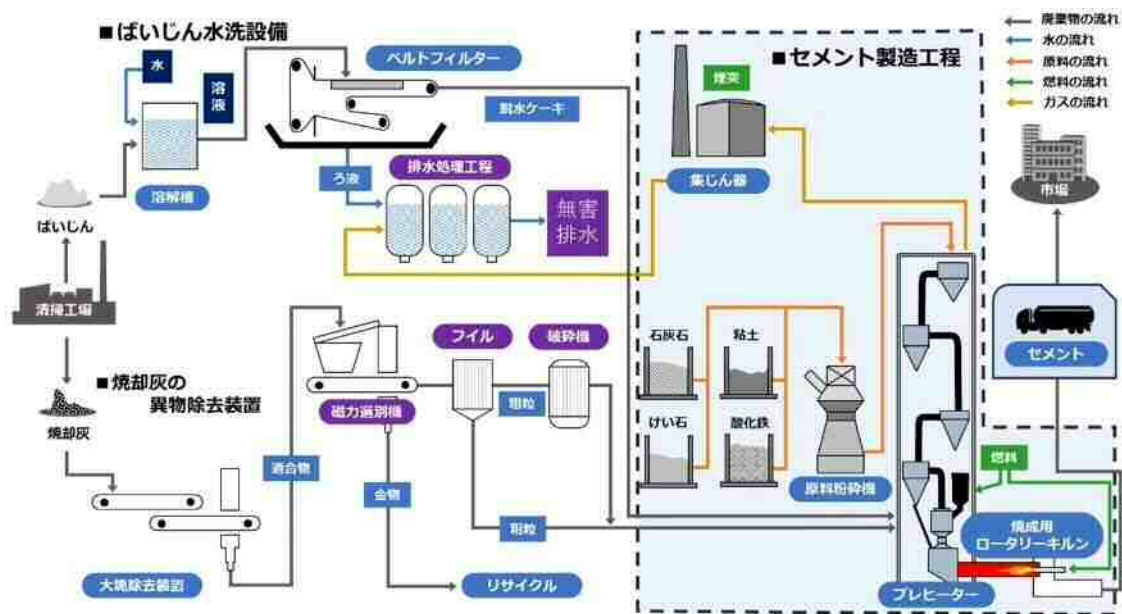 ■ばいじん水洗設備
水
溶液
ベルトフィルター
脱水ケーキ
溶解槽
ろ液
排水処理工程
無害
排水
ばいじん
清掃工場
焼却灰
■焼却灰の
異物除去装置
大塊除去装置
適合物
磁力選別機
金物
リサイクル
フイル
粗粒
破砕機
粗粒
■セメント製造工程
煙突
集じん器
石灰石
粘土
けい石
酸化鉄
原料粉砕機
燃料
焼成用
ロータリーキルン
プレヒーター
セメント
市場
廃棄物の流れ
水の流れ
原料の流れ
燃料の流れ
ガスの流れ